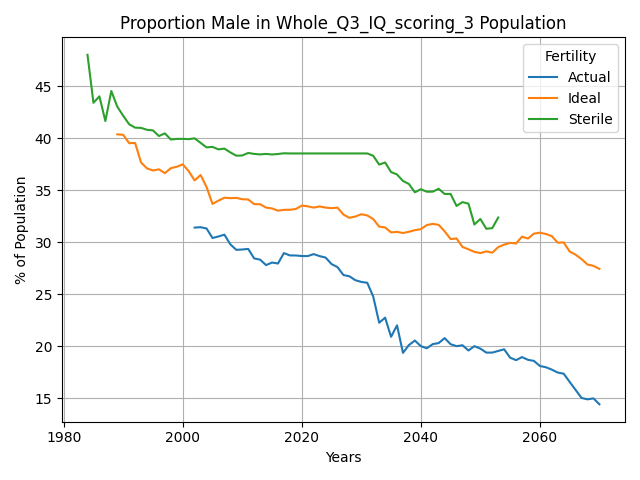 Proportion Male in Whole_Q3_IQ_scoring_3 Population
Fertility
Actual
Ideal
Sterile
% of Population
45
40
35
30
25
20
15
1980
2000
2020
2040
2060
Years